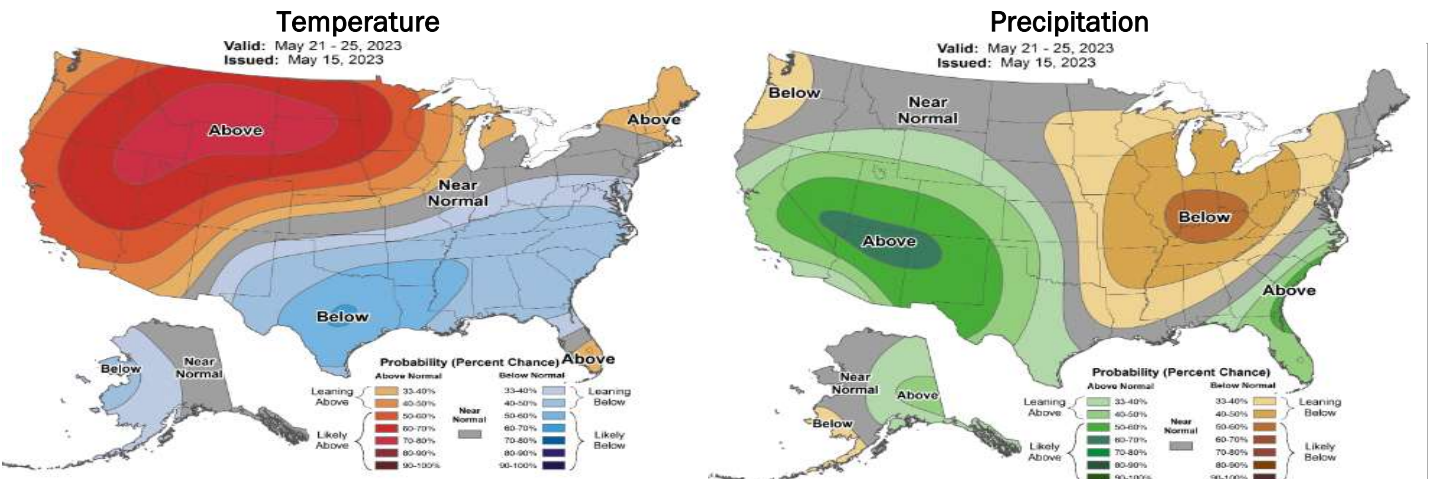 Temperature
Valid: May 21 - 25, 2023
Issued: May 15, 2023
Above
Above
Near
Normal
Below
Above
Below
Near
Normal
Probability (Percent Chance)
Above Normal
Below Normal
Leaning
Above
33-40%
40-50%
Likely
Above
50-60%
60-70%
70-80%
80-90%
90-100%
Near
Normal
33-40%
40-50%
Leaning
Below
50-60%
60-70%
70-80%
80-90%
90-100%
Likely
Below
Precipitation
Valid: May 21 - 25, 2023
Issued: May 15, 2023
Below
Near
Normal
Above
Below
Above
Near
Normal
Above
Below
Probability (Percent Chance)
Above Normal
Below Normal
Leaning
Above
33-40%
40-50%
Likely
Above
50-60%
60-70%
70-80%
80-90%
90-100%
Near
Normal
33-40%
40-50%
Leaning
Below
50-60%
60-70%
70-80%
80-90%
90-100%
Likely
Below